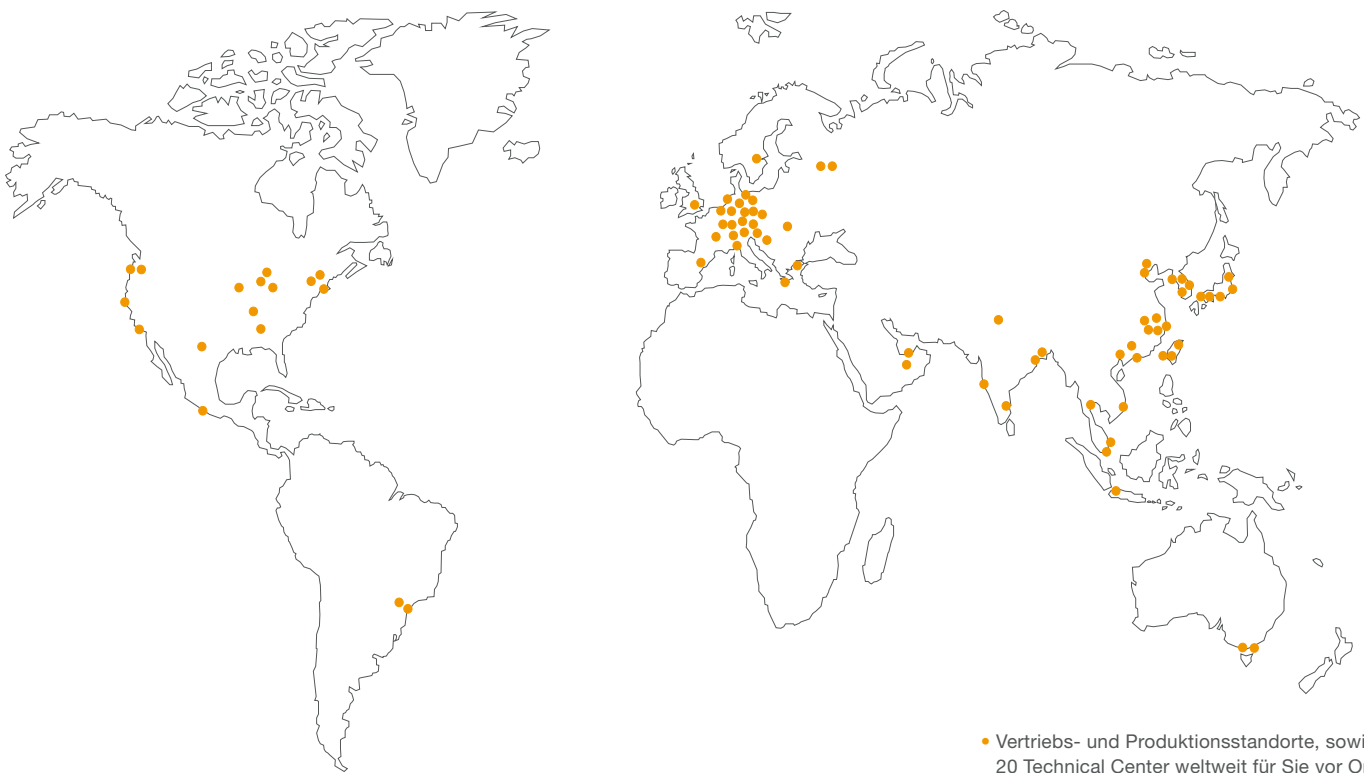 Vertriebs- und Produktionsstandorte, sowi
20 Technical Center weltweit für Sie vor O